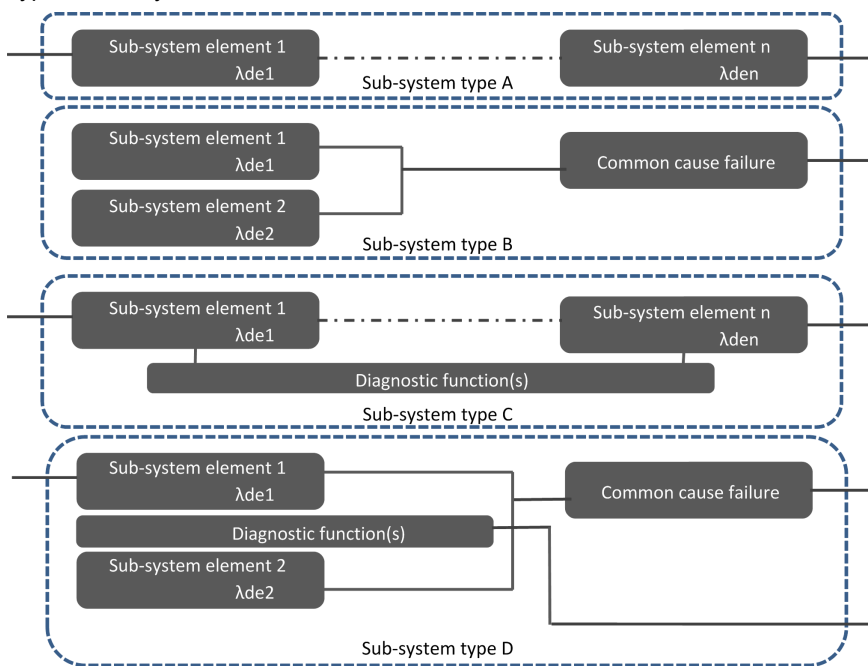 Sub-system element 1
λde1
Sub-system element n
λden
Sub-system type A
Sub-system element 1
λde1
Common cause failure
Sub-system element 2
λde2
Sub-system type B
Sub-system element 1
λde1
Sub-system element n
λden
Diagnostic function(s)
Sub-system type C
Sub-system element 1
λde1
Common cause failure
Diagnostic function(s)
Sub-system element 2
λde2
Sub-system type D